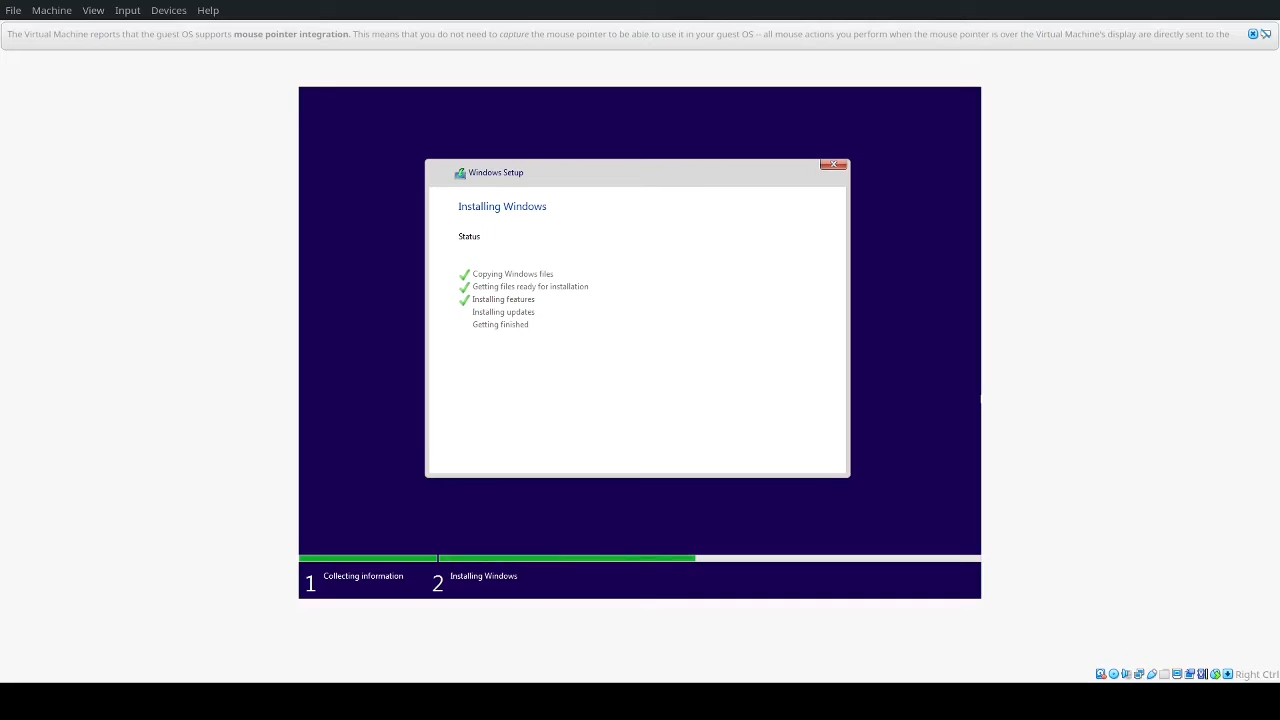 File Machine View Input Devices Help
The Virtual Machine reports that the guest OS supports mouse pointer integration. This means that you do not need to capture the mouse pointer to be able to use it in your guest OS -- all mouse actions you perform when the mouse pointer is over the Virtual Machine's display are directly sent to the
Windows Setup
Installing Windows
Status
Copying Windows files
Getting files ready for installation
Installing features
Installing updates
Getting finished
1 Collecting information 2 Installing Windows
Right Ctrl